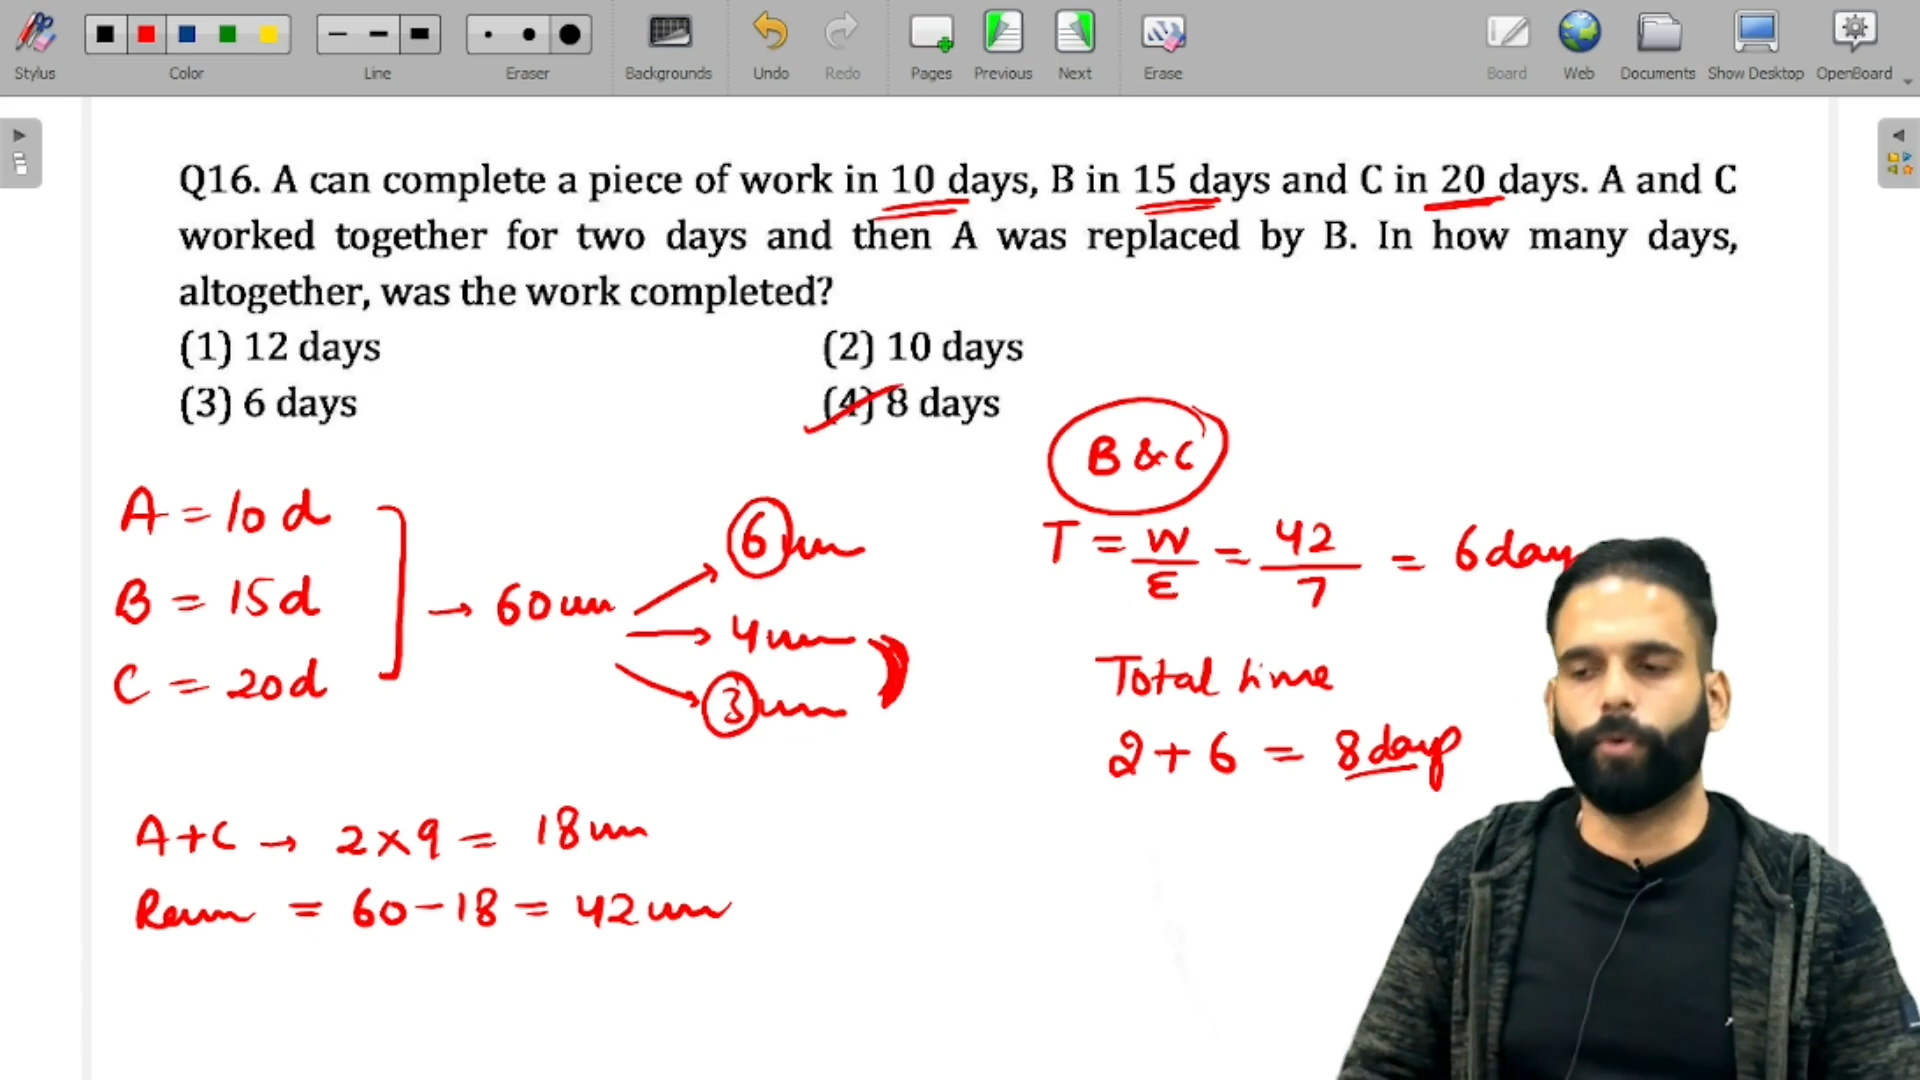 Stylus Color Line Eraser Backgrounds Undo Redo Pages Previous Next Erase Board Web Documents Show Desktop OpenBoard
Q16. A can complete a piece of work in 10 days, B in 15 days and C in 20 days. A and C
worked together for two days and then A was replaced by B. In how many days,
altogether, was the work completed?
(1) 12 days (2) 10 days
(3) 6 days (4) 8 days
A = 10 d
B = 15d
C = 20d
→ 60 un
6 un
4 un
3 un
A+C → 2×9 = 18 un
Rem = 60-18 = 42 un
B & C
T = W/E = 42/7 = 6 day
Total time
2+6 = 8 days